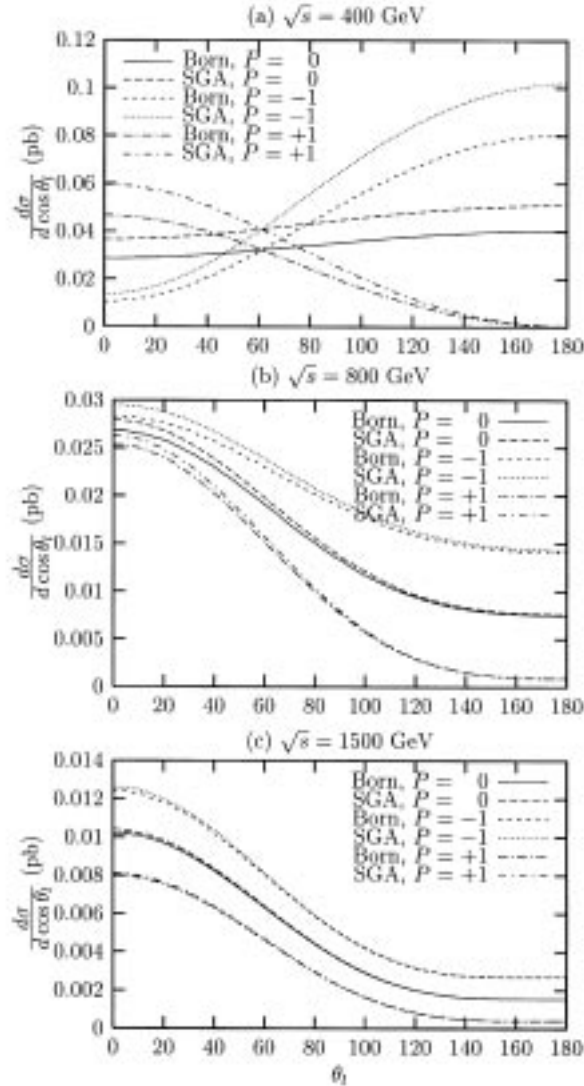 (a) √s = 400 GeV
0.12
0.1
0.08
0.06
0.04
0.02
0
dσ/d cos θl (pb)
Born, P = 0
SGA, P = 0
Born, P = −1
SGA, P = −1
Born, P = +1
SGA, P = +1
0 20 40 60 80 100 120 140 160 180
(b) √s = 800 GeV
0.03
0.025
0.02
0.015
0.01
0.005
0
dσ/d cos θl (pb)
Born, P = 0
SGA, P = 0
Born, P = −1
SGA, P = −1
Born, P = +1
SGA, P = +1
0 20 40 60 80 100 120 140 160 180
(c) √s = 1500 GeV
0.014
0.012
0.01
0.008
0.006
0.004
0.002
0
dσ/d cos θl (pb)
Born, P = 0
SGA, P = 0
Born, P = −1
SGA, P = −1
Born, P = +1
SGA, P = +1
0 20 40 60 80 100 120 140 160 180
θl